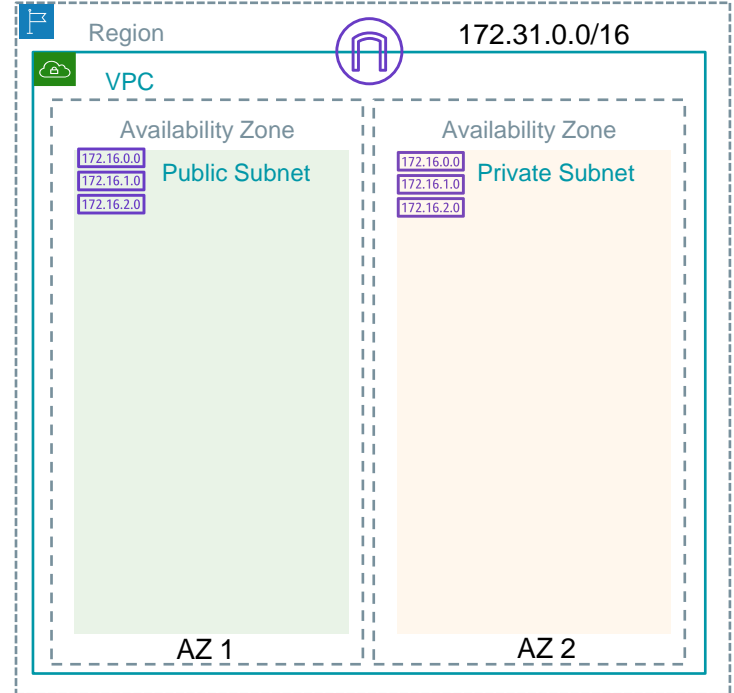 Region
172.31.0.0/16
VPC
Availability Zone
172.16.0.0
172.16.1.0
172.16.2.0
Public Subnet
AZ 1
Availability Zone
172.16.0.0
172.16.1.0
172.16.2.0
Private Subnet
AZ 2